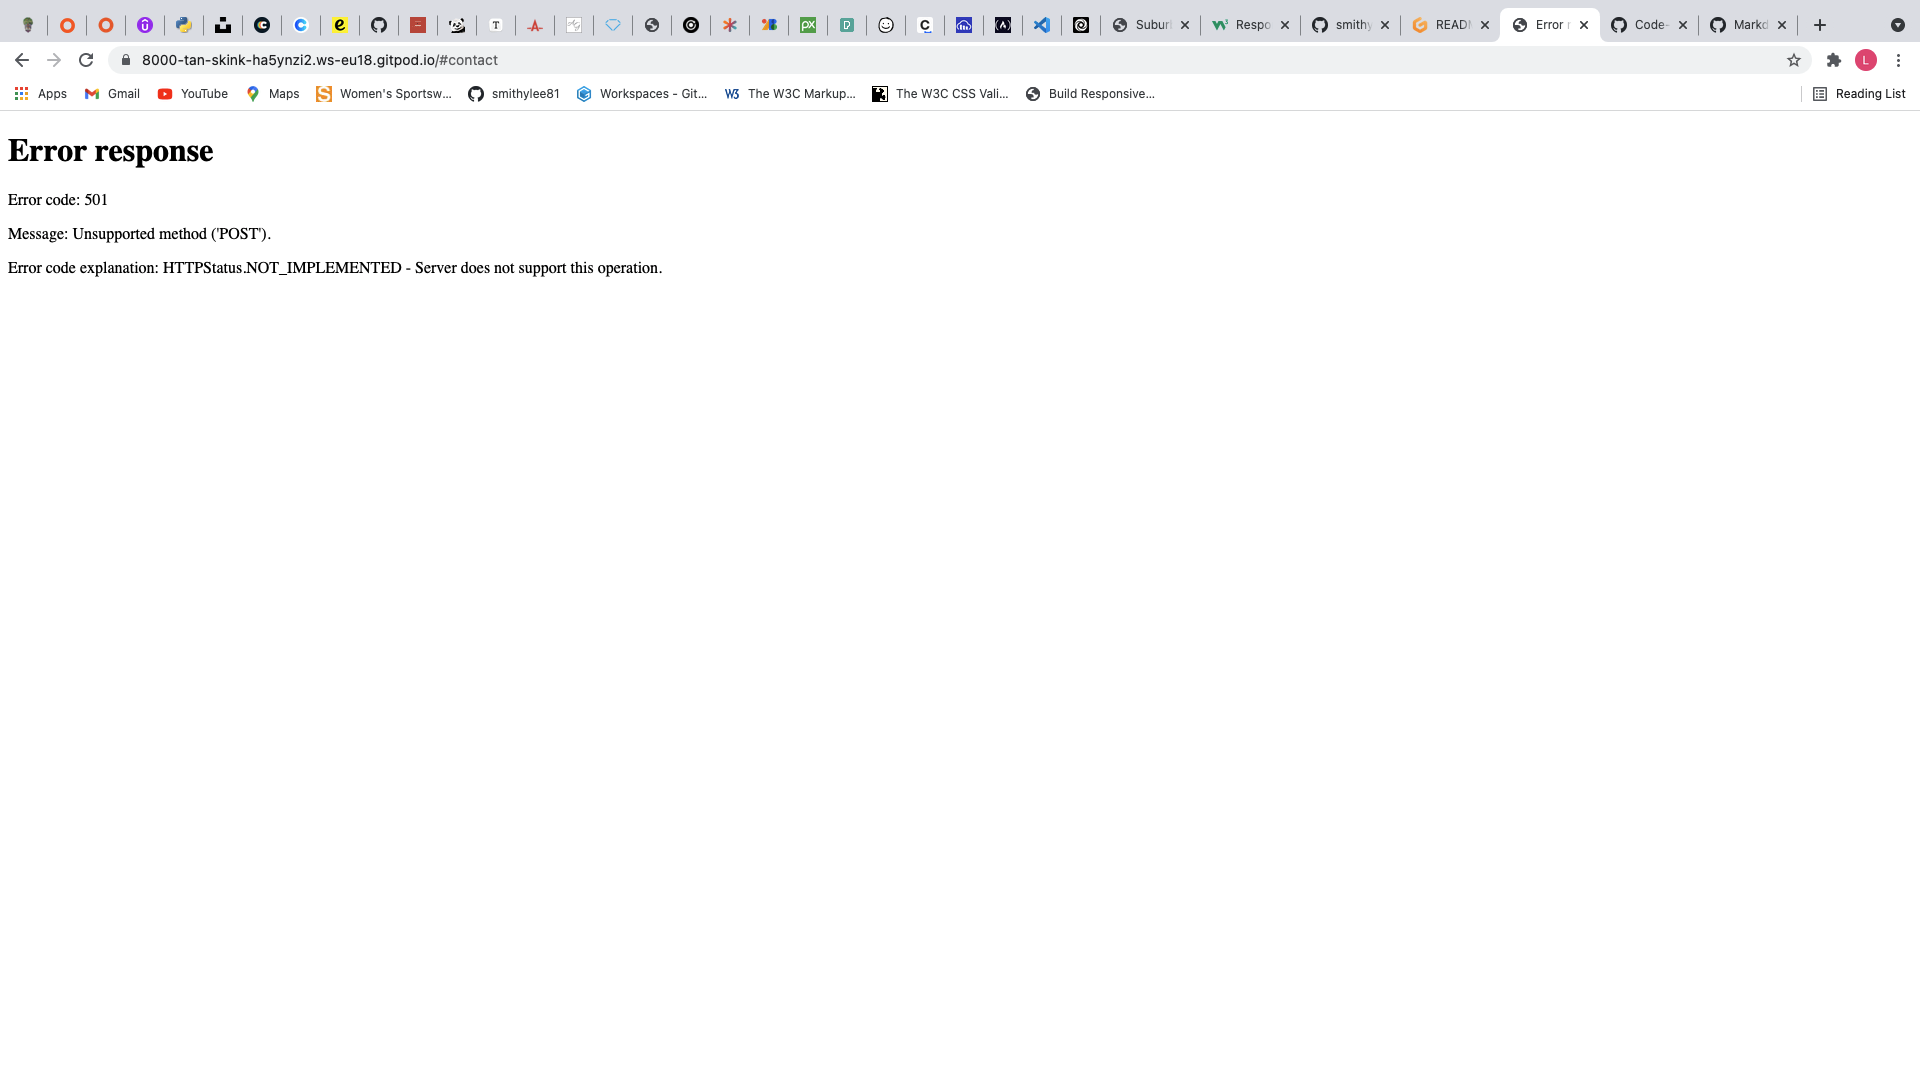 Subur
Respo
smithy
READM
Error r
Code-
Markd
8000-tan-skink-ha5ynzi2.ws-eu18.gitpod.io/#contact
L
Apps
Gmail
YouTube
Maps
Women's Sportsw...
smithylee81
Workspaces - Git...
The W3C Markup...
The W3C CSS Vali...
Build Responsive...
Reading List
Error response
Error code: 501
Message: Unsupported method ('POST').
Error code explanation: HTTPStatus.NOT_IMPLEMENTED - Server does not support this operation.